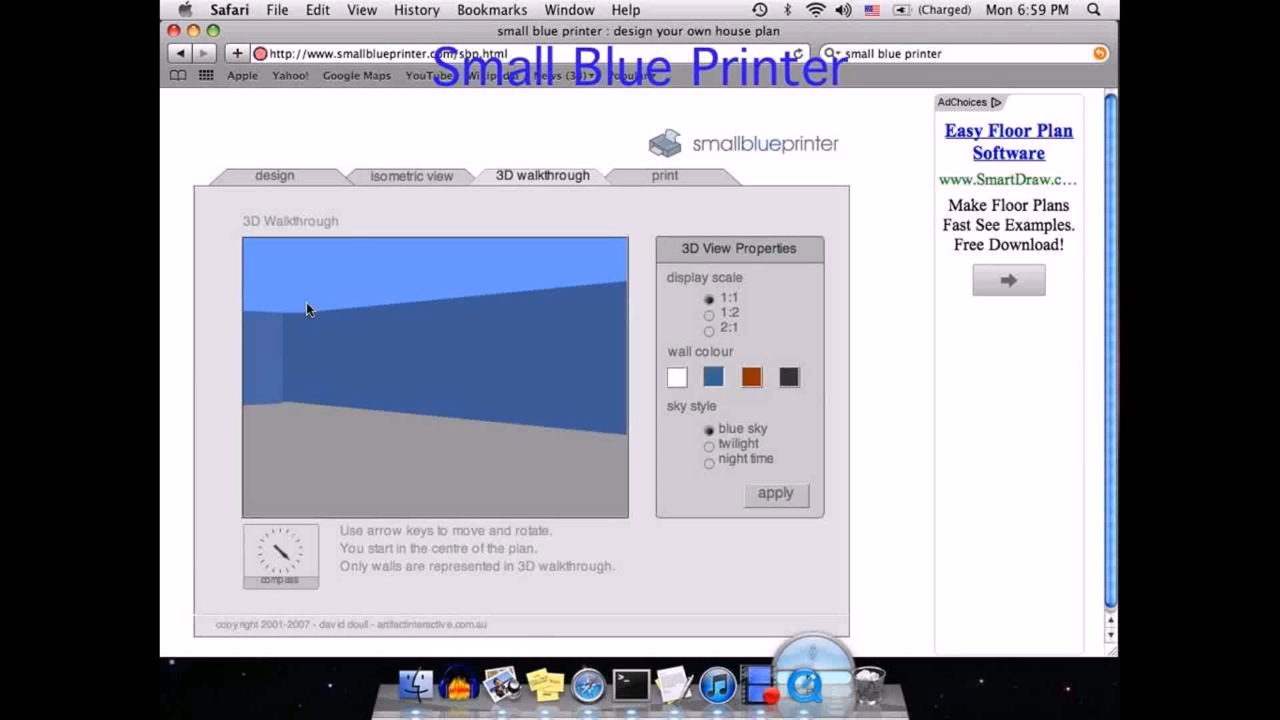 Safari File Edit View History Bookmarks Window Help (Charged) Mon 6:59 PM
small blue printer : design your own house plan
http://www.smallblueprinter.com/sbp.html small blue printer
Small Blue Printer
Apple Yahoo! Google Maps YouTube Wikipedia News Popular
AdChoices
Easy Floor Plan
Software
www.SmartDraw.c...
Make Floor Plans
Fast See Examples.
Free Download!
smallblueprinter
design isometric view 3D walkthrough print
3D Walkthrough
3D View Properties
display scale
1:1
1:2
2:1
wall colour
sky style
blue sky
twilight
night time
apply
Use arrow keys to move and rotate.
You start in the centre of the plan.
Only walls are represented in 3D walkthrough.
compass
copyright 2001-2007 - david doull - artifactinteractive.com.au